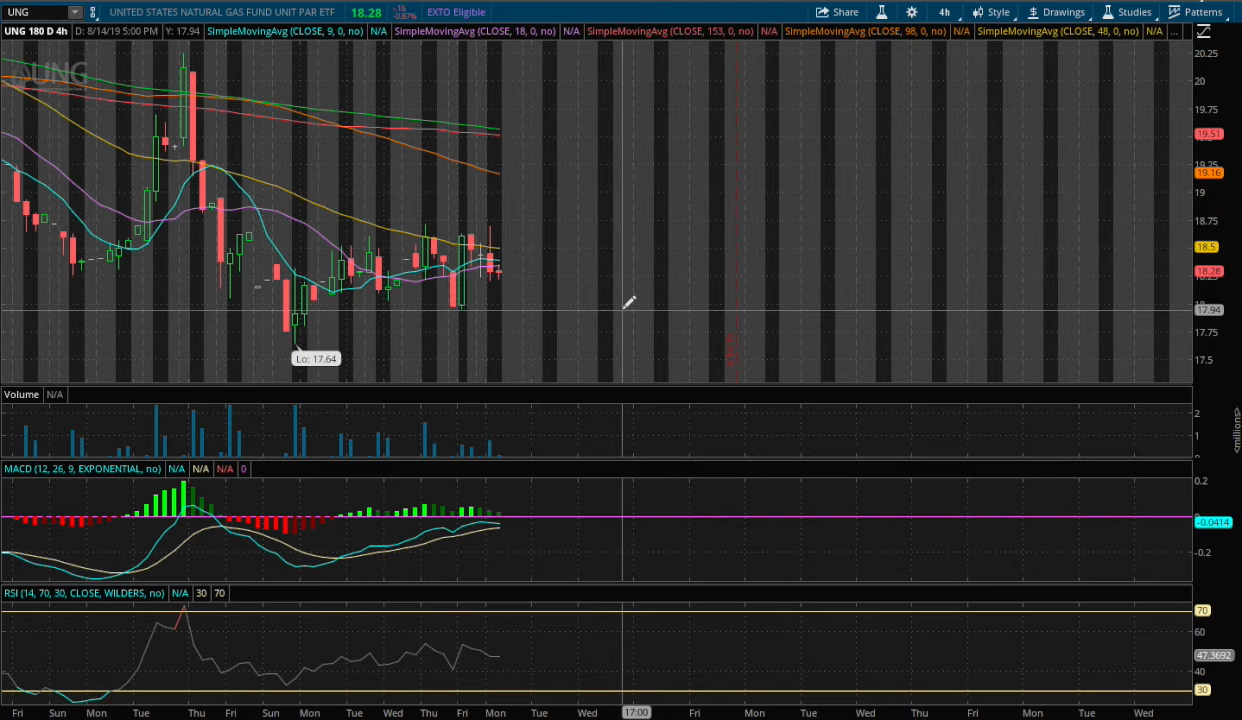 UNG UNITED STATES NATURAL GAS FUND UNIT PAR ETF 18.28 -.16 -0.87% EXTO Eligible Share 4h Style Drawings Studies Patterns
UNG 180 D 4h D: 8/14/19 5:00 PM Y: 17.94 SimpleMovingAvg (CLOSE, 9, 0, no) N/A SimpleMovingAvg (CLOSE, 18, 0, no) N/A SimpleMovingAvg (CLOSE, 153, 0, no) N/A SimpleMovingAvg (CLOSE, 98, 0, no) N/A SimpleMovingAvg (CLOSE, 48, 0, no) N/A ...
20.25
UNG
20
19.75
19.51
19.25
19.16
19
18.75
18.5
18.28
18
17.94
17.75
Lo: 17.64
17.5
Volume N/A
2
1
<millions>
MACD (12, 26, 9, EXPONENTIAL, no) N/A N/A N/A 0
0.2
-0.0414
-0.2
RSI (14, 70, 30, CLOSE, WILDERS, no) N/A 30 70
70
60
47.3692
40
30
Fri Sun Mon Tue Thu Fri Sun Mon Tue Wed Thu Fri Mon Tue Wed 17:00 Fri Mon Tue Wed Thu Fri Mon Tue Wed